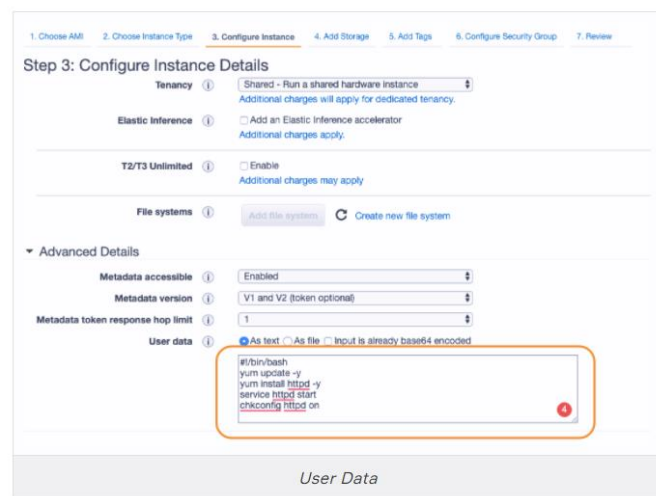 1. Choose AMI 2. Choose Instance Type 3. Configure Instance 4. Add Storage 5. Add Tags 6. Configure Security Group 7. Review
Step 3: Configure Instance Details
Tenancy Shared - Run a shared hardware instance
Additional charges will apply for dedicated tenancy.
Elastic Inference Add an Elastic Inference accelerator
Additional charges apply.
T2/T3 Unlimited Enable
Additional charges may apply
File systems Add file system Create new file system
Advanced Details
Metadata accessible Enabled
Metadata version V1 and V2 (token optional)
Metadata token response hop limit 1
User data As text As file Input is already base64 encoded
#!/bin/bash
yum update -y
yum install httpd -y
service httpd start
chkconfig httpd on
4
User Data